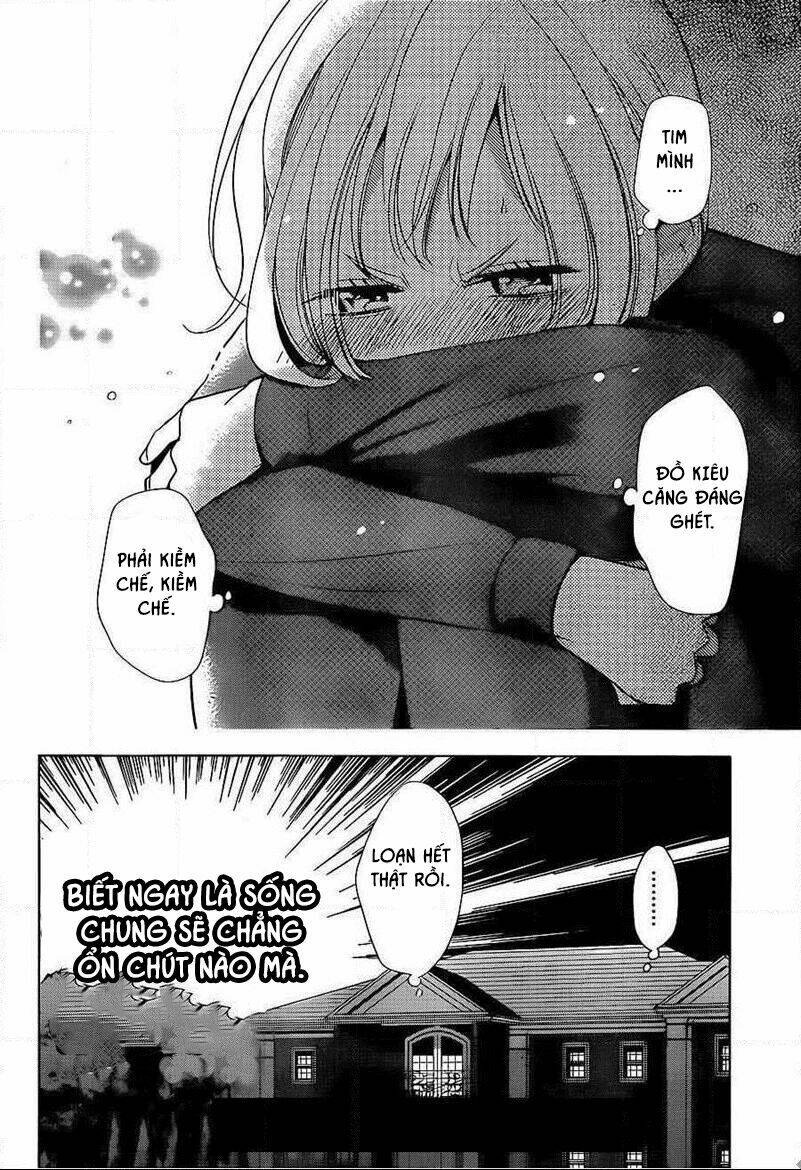 TIM
MÌNH
...
ĐỒ KIÊU
CĂNG ĐÁNG
GHÉT.
PHẢI KIỀM
CHẾ, KIỀM
CHẾ.
........
LOẠN HẾT
THẬT RỒI.
BIẾT NGAY LÀ SỐNG
CHUNG SẼ CHẲNG
ỔN CHÚT NÀO MÀ.